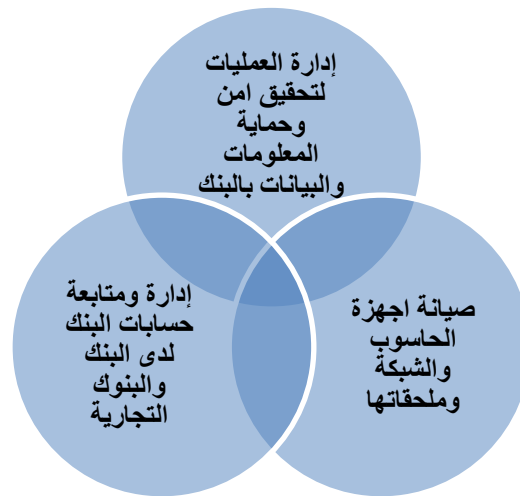 إدارة العمليات
لتحقيق امن
وحماية
المعلومات
والبيانات بالبنك
إدارة ومتابعة
حسابات البنك
لدى البنك
والبنوك
التجارية
صيانة اجهزة
الحاسوب
والشبكة
وملحقاتها